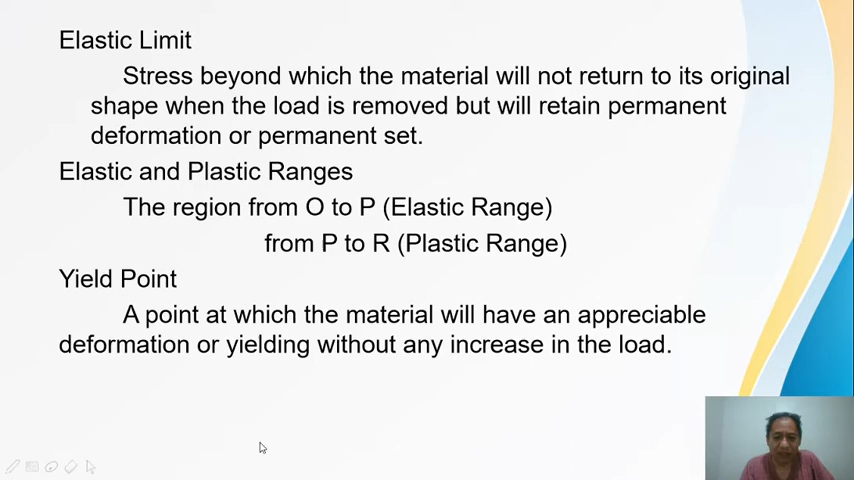 Elastic Limit
Stress beyond which the material will not return to its original
shape when the load is removed but will retain permanent
deformation or permanent set.
Elastic and Plastic Ranges
The region from O to P (Elastic Range)
from P to R (Plastic Range)
Yield Point
A point at which the material will have an appreciable
deformation or yielding without any increase in the load.